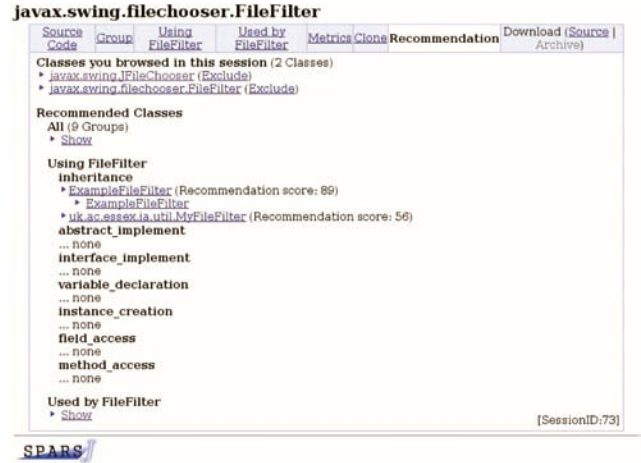 javax.swing.filechooser.FileFilter
Source Code Group Using FileFilter Used by FileFilter Metrics Clone Recommendation Download (Source | Archive)
Classes you browsed in this session (2 Classes)
javax.swing.JFileChooser (Exclude)
javax.swing.filechooser.FileFilter (Exclude)
Recommended Classes
All (9 Groups)
Show
Using FileFilter
inheritance
ExampleFileFilter (Recommendation score: 89)
ExampleFileFilter
uk.ac.essex.ia.util.MyFileFilter (Recommendation score: 56)
abstract_implement
... none
interface_implement
... none
variable_declaration
... none
instance_creation
... none
field_access
... none
method_access
... none
Used by FileFilter
Show
[SessionID:73]
SPARS J